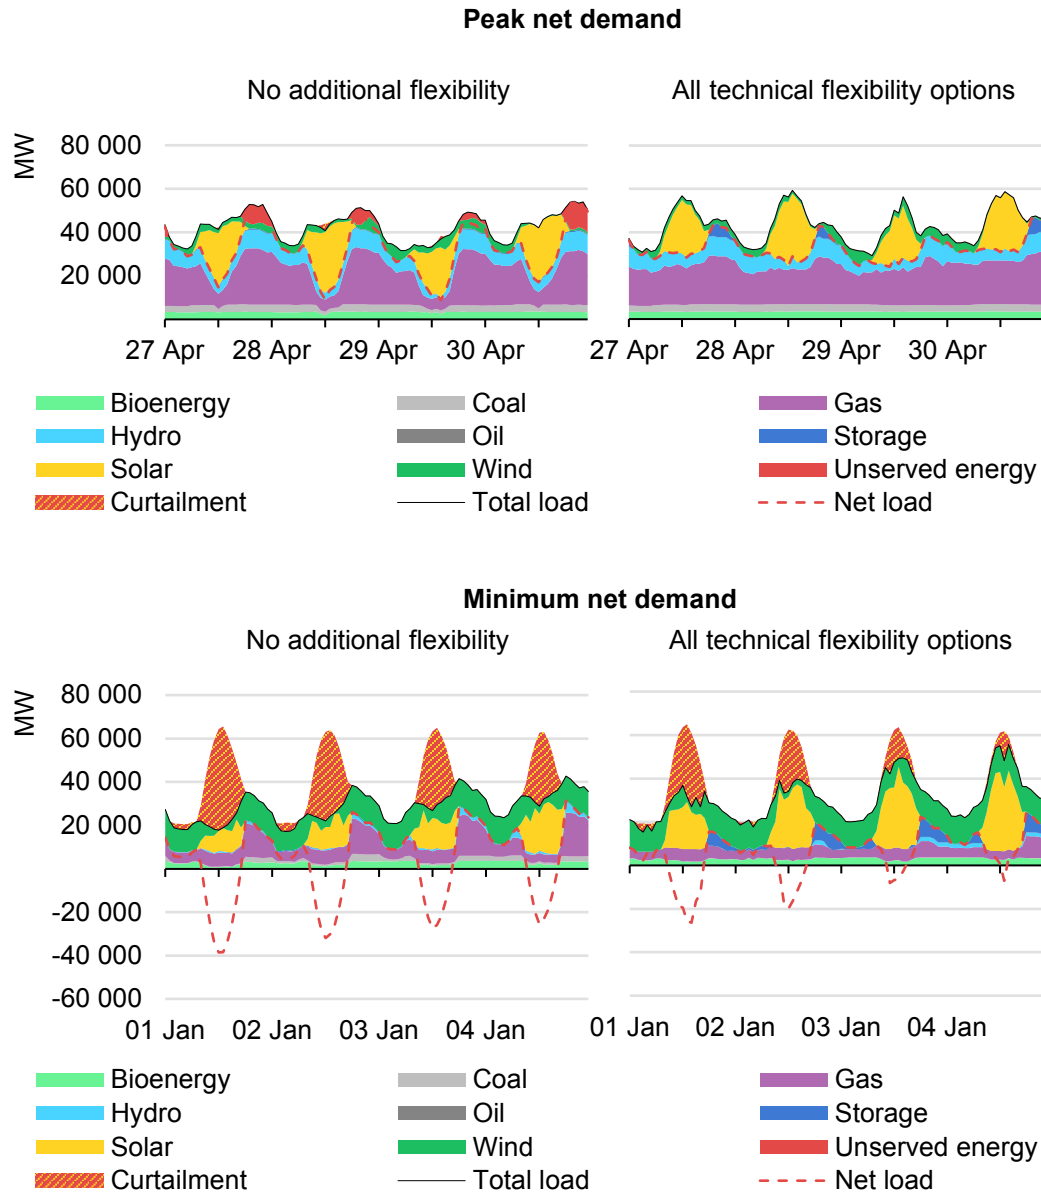 Peak net demand
No additional flexibility
All technical flexibility options
MW
80 000
60 000
40 000
20 000
27 Apr 28 Apr 29 Apr 30 Apr
27 Apr 28 Apr 29 Apr 30 Apr
Bioenergy Coal Gas
Hydro Oil Storage
Solar Wind Unserved energy
Curtailment Total load Net load
Minimum net demand
No additional flexibility
All technical flexibility options
MW
80 000
60 000
40 000
20 000
-20 000
-40 000
-60 000
01 Jan 02 Jan 03 Jan 04 Jan
01 Jan 02 Jan 03 Jan 04 Jan
Bioenergy Coal Gas
Hydro Oil Storage
Solar Wind Unserved energy
Curtailment Total load Net load